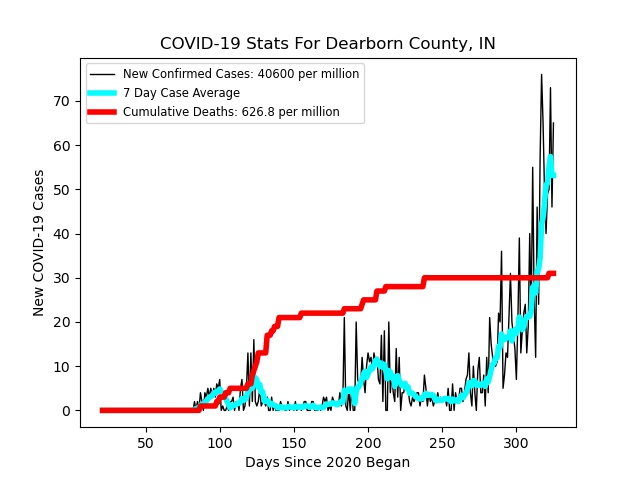 COVID-19 Stats For Dearborn County, IN
New Confirmed Cases: 40600 per million
7 Day Case Average
Cumulative Deaths: 626.8 per million
New COVID-19 Cases
70
60
50
40
30
20
10
0
50 100 150 200 250 300
Days Since 2020 Began